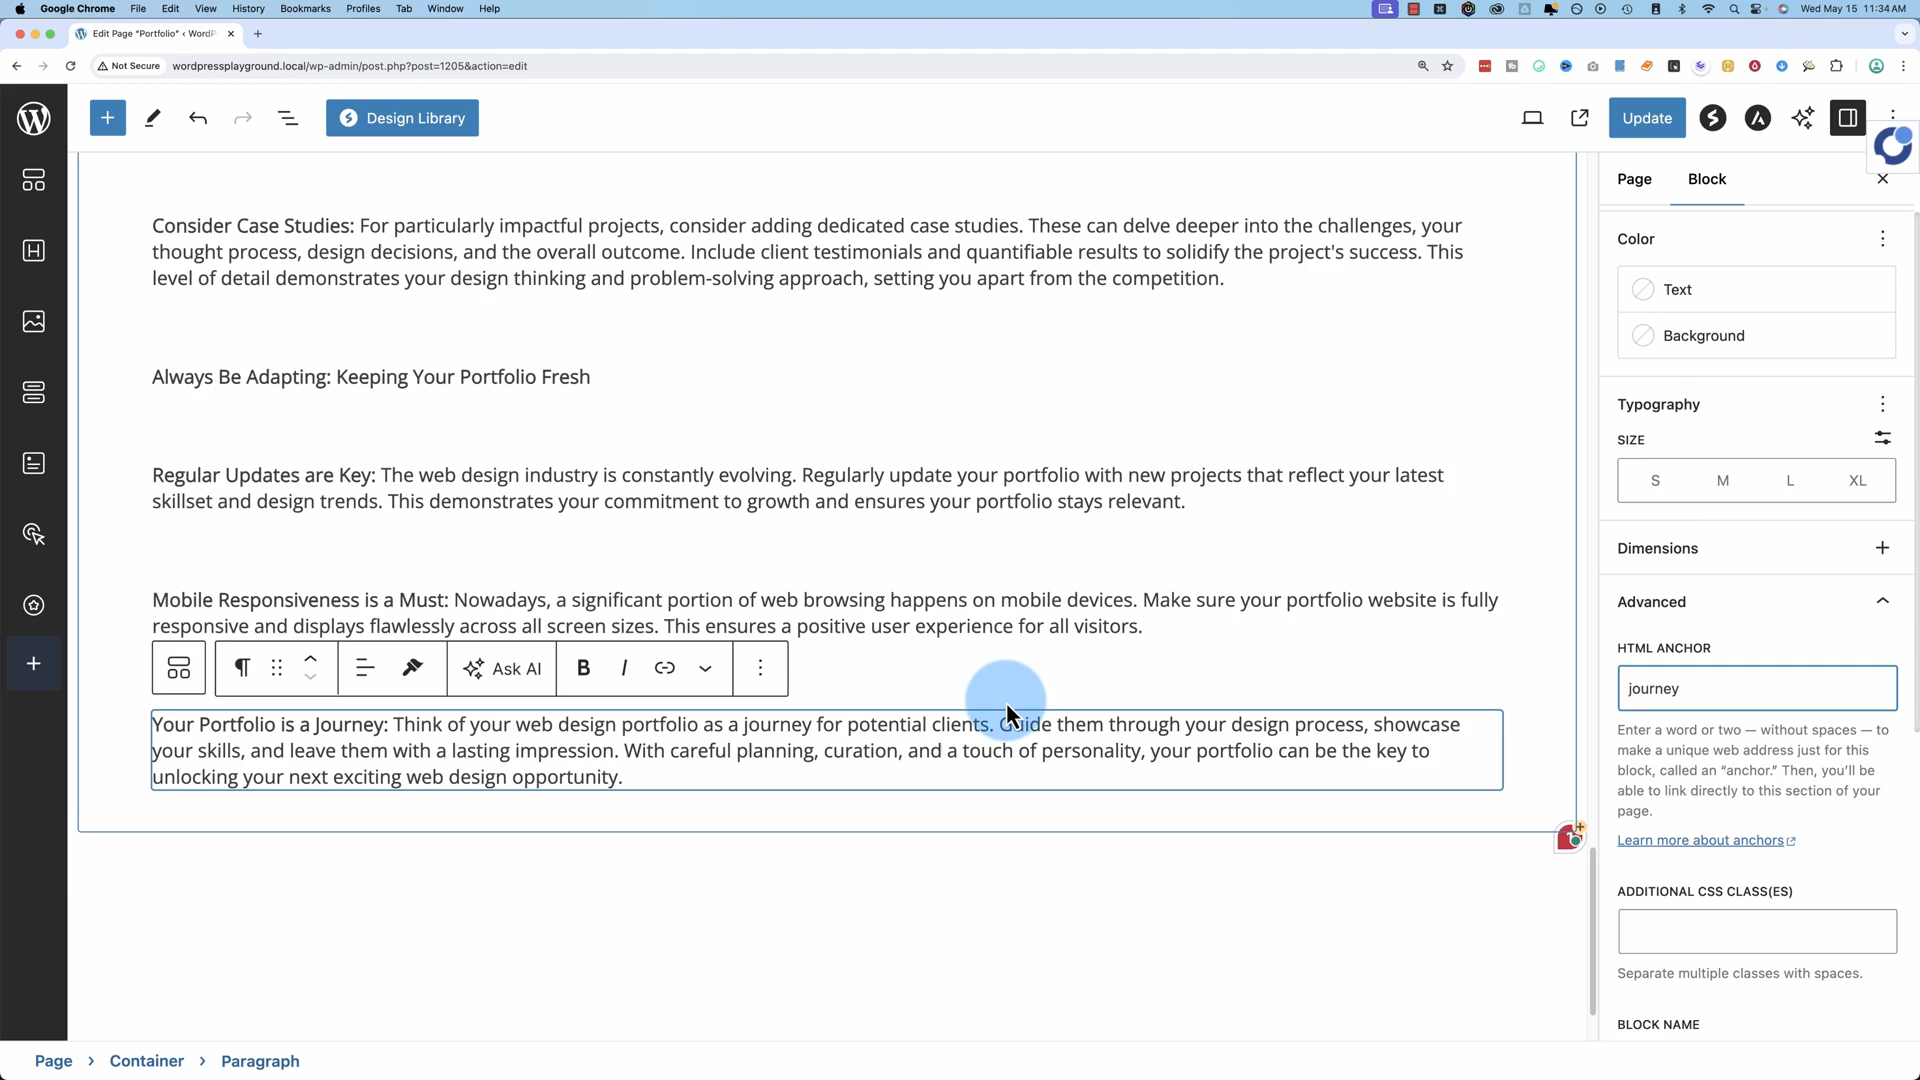 Google Chrome File Edit View History Bookmarks Profiles Tab Window Help Wed May 15 11:34 AM
Edit Page "Portfolio" ‹ WordP
Not Secure wordpressplayground.local/wp-admin/post.php?post=1205&action=edit
Design Library Update
Page Block
Consider Case Studies: For particularly impactful projects, consider adding dedicated case studies. These can delve deeper into the challenges, your
thought process, design decisions, and the overall outcome. Include client testimonials and quantifiable results to solidify the project's success. This
level of detail demonstrates your design thinking and problem-solving approach, setting you apart from the competition.
Always Be Adapting: Keeping Your Portfolio Fresh
Regular Updates are Key: The web design industry is constantly evolving. Regularly update your portfolio with new projects that reflect your latest
skillset and design trends. This demonstrates your commitment to growth and ensures your portfolio stays relevant.
Mobile Responsiveness is a Must: Nowadays, a significant portion of web browsing happens on mobile devices. Make sure your portfolio website is fully
responsive and displays flawlessly across all screen sizes. This ensures a positive user experience for all visitors.
Ask AI B I
Your Portfolio is a Journey: Think of your web design portfolio as a journey for potential clients. Guide them through your design process, showcase
your skills, and leave them with a lasting impression. With careful planning, curation, and a touch of personality, your portfolio can be the key to
unlocking your next exciting web design opportunity.
Color
Text
Background
Typography
SIZE
S M L XL
Dimensions
Advanced
HTML ANCHOR
journey
Enter a word or two — without spaces — to
make a unique web address just for this
block, called an “anchor.” Then, you’ll be
able to link directly to this section of your
page.
Learn more about anchors
ADDITIONAL CSS CLASS(ES)
Separate multiple classes with spaces.
BLOCK NAME
Page › Container › Paragraph